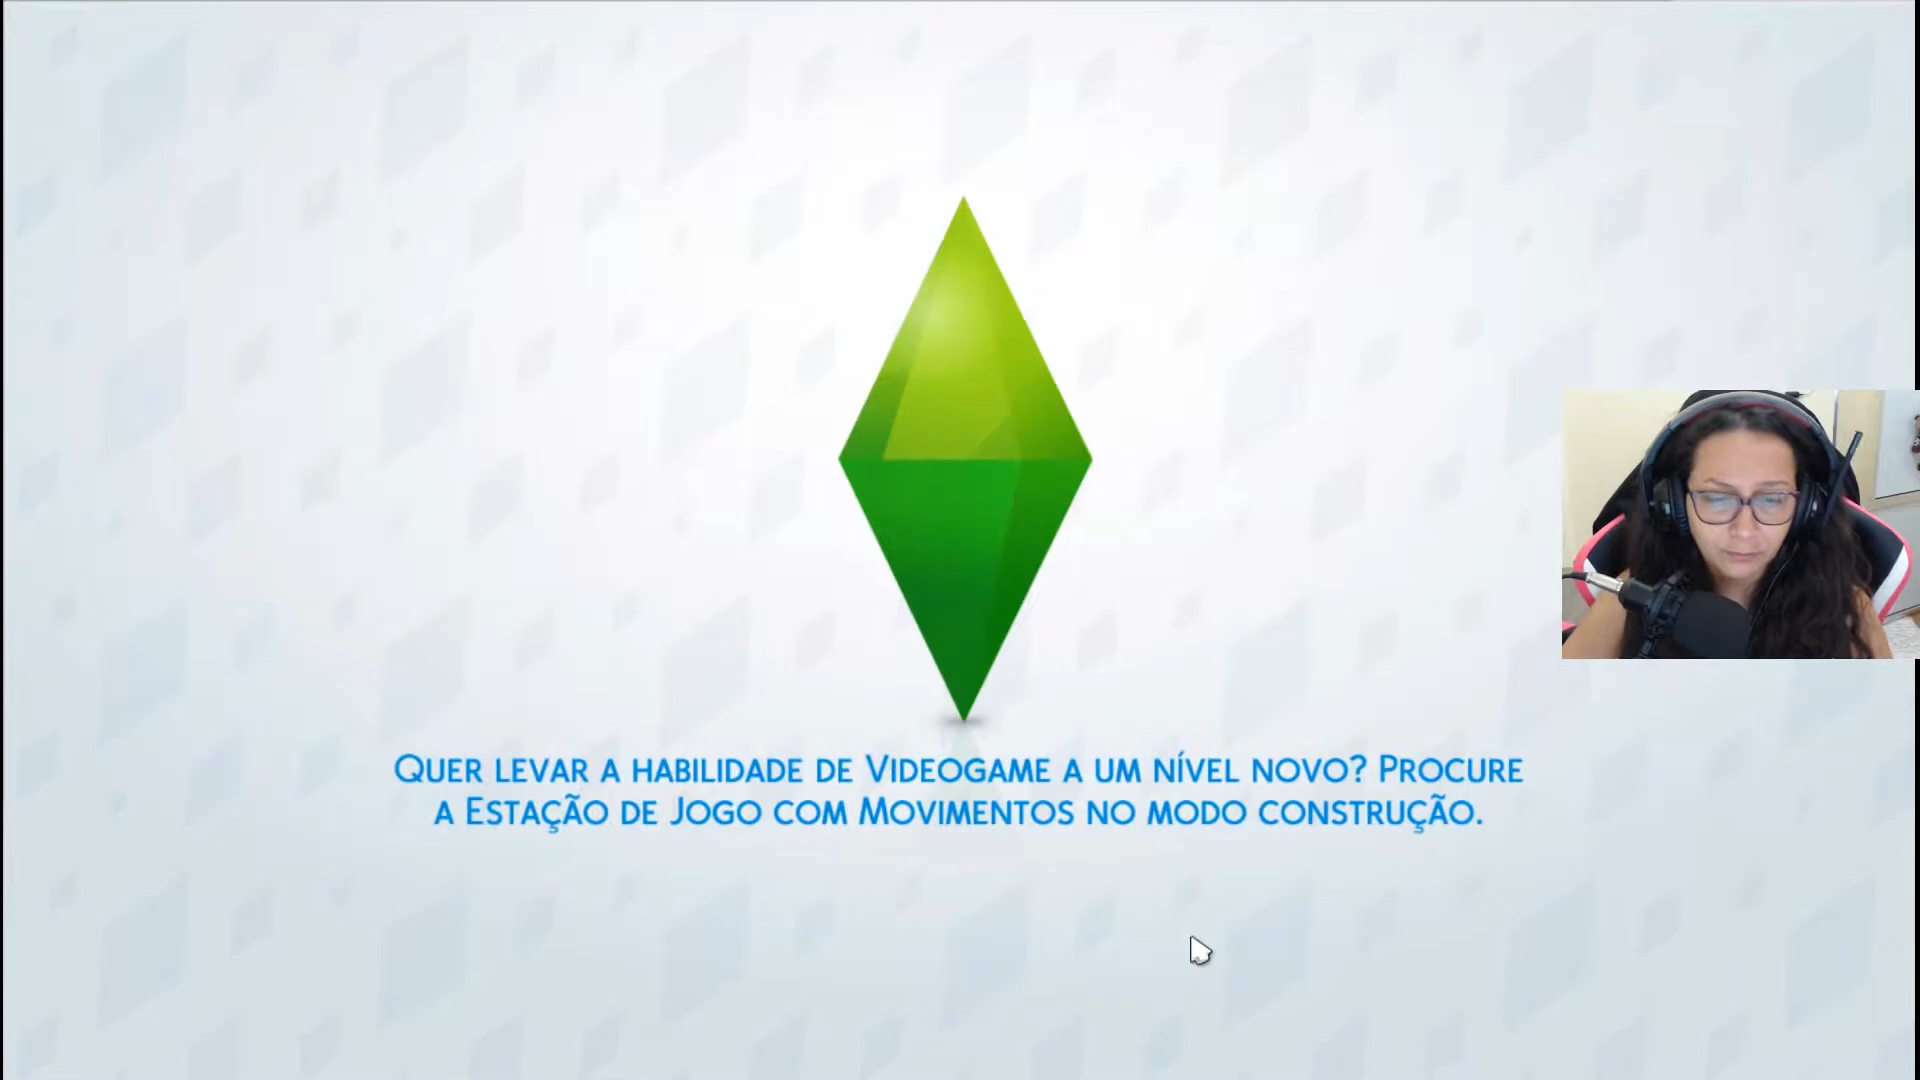 Quer levar a habilidade de Videogame a um nível novo? Procure
a Estação de Jogo com Movimentos no modo construção.